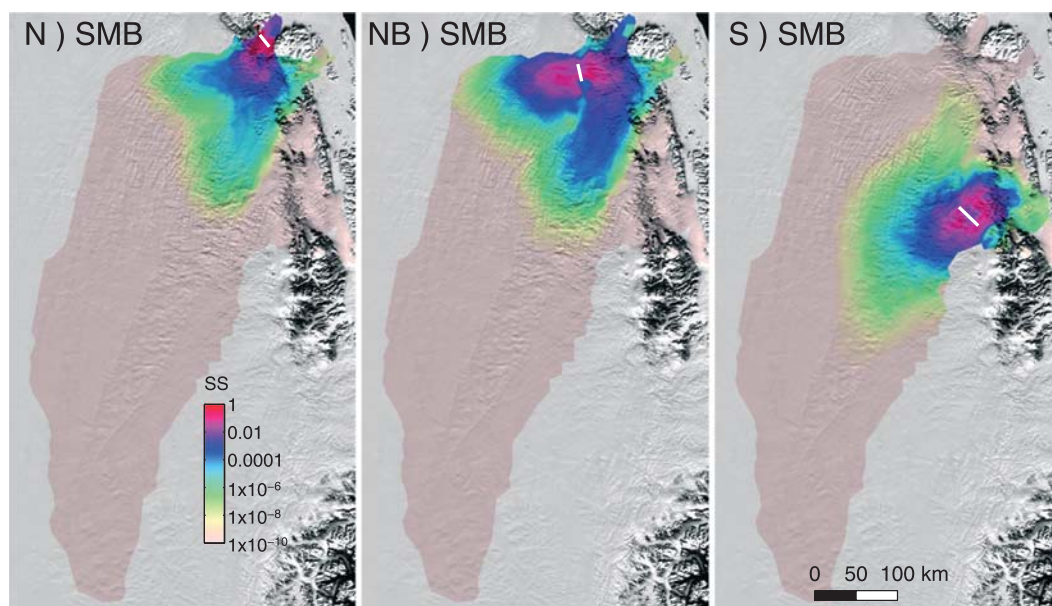 N ) SMB
NB ) SMB
S ) SMB
SS
1
0.01
0.0001
1x10⁻⁶
1x10⁻⁸
1x10⁻¹⁰
0 50 100 km